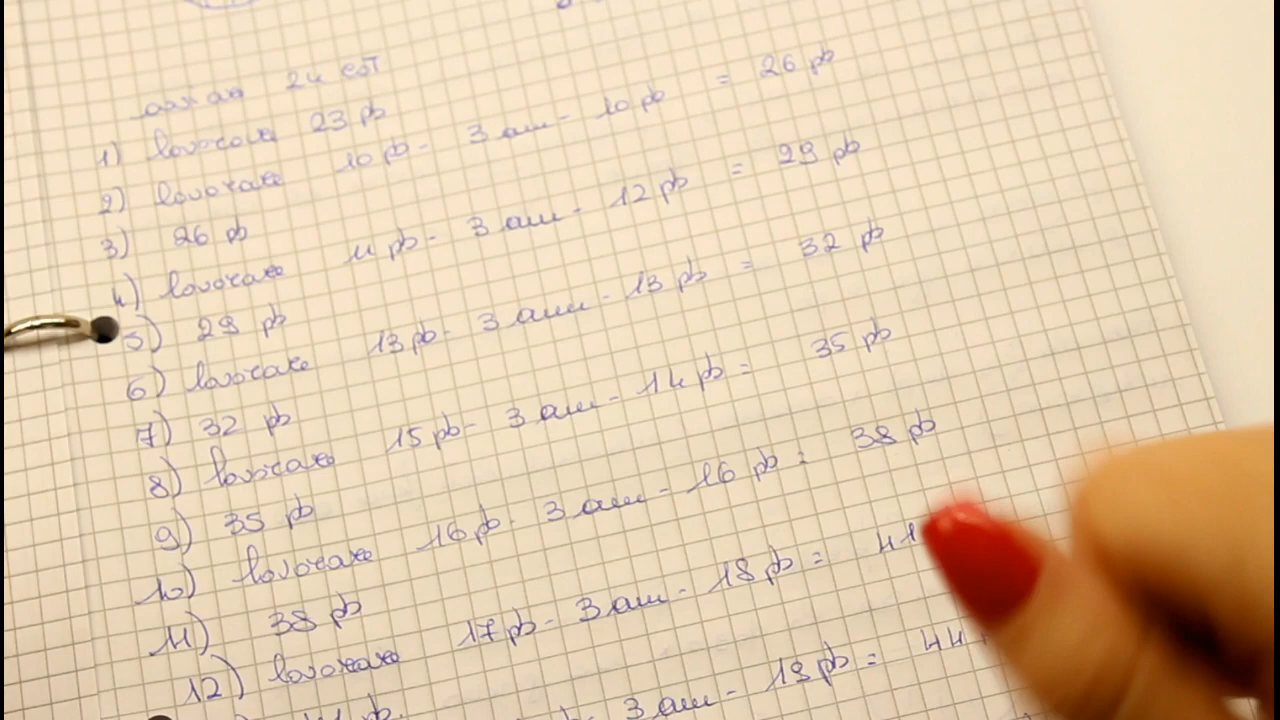 24 est
1) lavorare 23 pb
2) lavorare 10 pb - 3 aum - 10 pb = 26 pb
3) 26 pb
4) lavorare 11 pb - 3 aum - 12 pb = 29 pb
5) 29 pb
6) lavorare 13 pb - 3 aum - 13 pb = 32 pb
7) 32 pb
8) lavorare 15 pb - 3 aum - 14 pb = 35 pb
9) 35 pb
10) lavorare 16 pb - 3 aum - 16 pb = 38 pb
11) 38 pb
12) lavorare 17 pb - 3 aum - 18 pb = 41
3 aum - 19 pb = 44